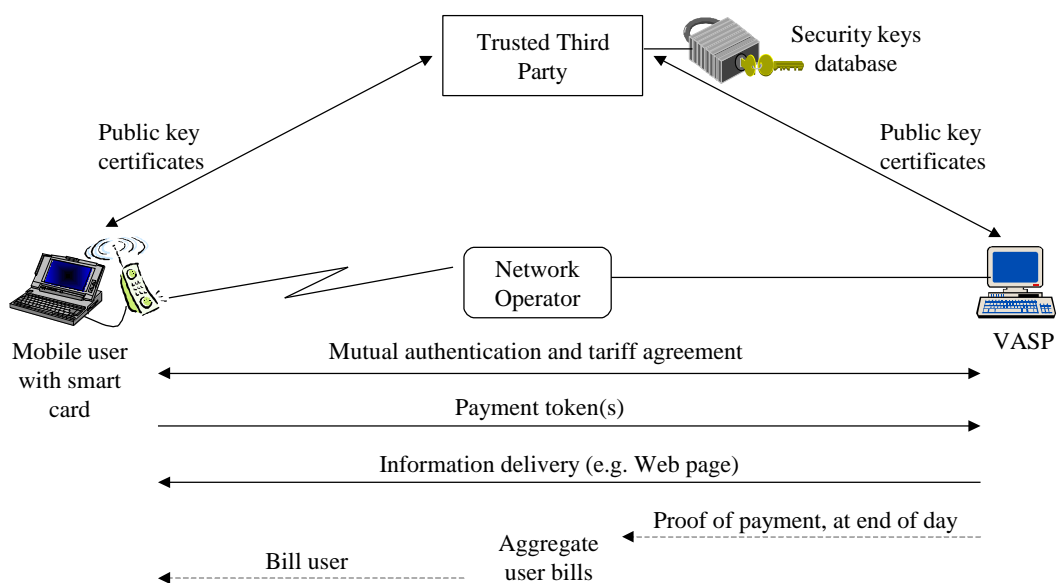 Trusted Third
Party
Security keys
database
Public key
certificates
Public key
certificates
Network
Operator
Mobile user
with smart
card
VASP
Mutual authentication and tariff agreement
Payment token(s)
Information delivery (e.g. Web page)
Proof of payment, at end of day
Aggregate
user bills
Bill user